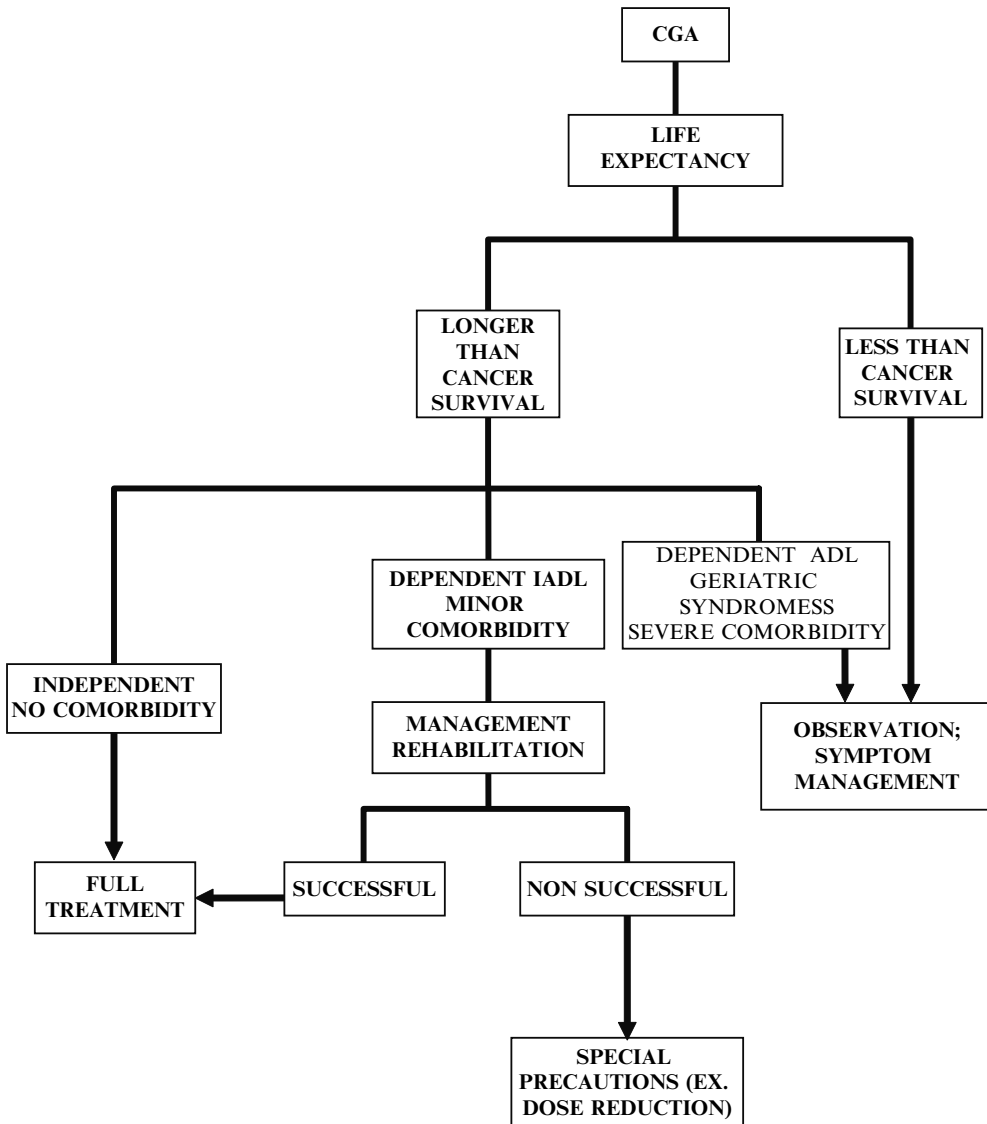 CGA
LIFE
EXPECTANCY
LONGER
THAN
CANCER
SURVIVAL
LESS THAN
CANCER
SURVIVAL
DEPENDENT IADL
MINOR
COMORBIDITY
DEPENDENT ADL
GERIATRIC
SYNDROMESS
SEVERE COMORBIDITY
INDEPENDENT
NO COMORBIDITY
MANAGEMENT
REHABILITATION
OBSERVATION;
SYMPTOM
MANAGEMENT
FULL
TREATMENT
SUCCESSFUL
NON SUCCESSFUL
SPECIAL
PRECAUTIONS (EX.
DOSE REDUCTION)